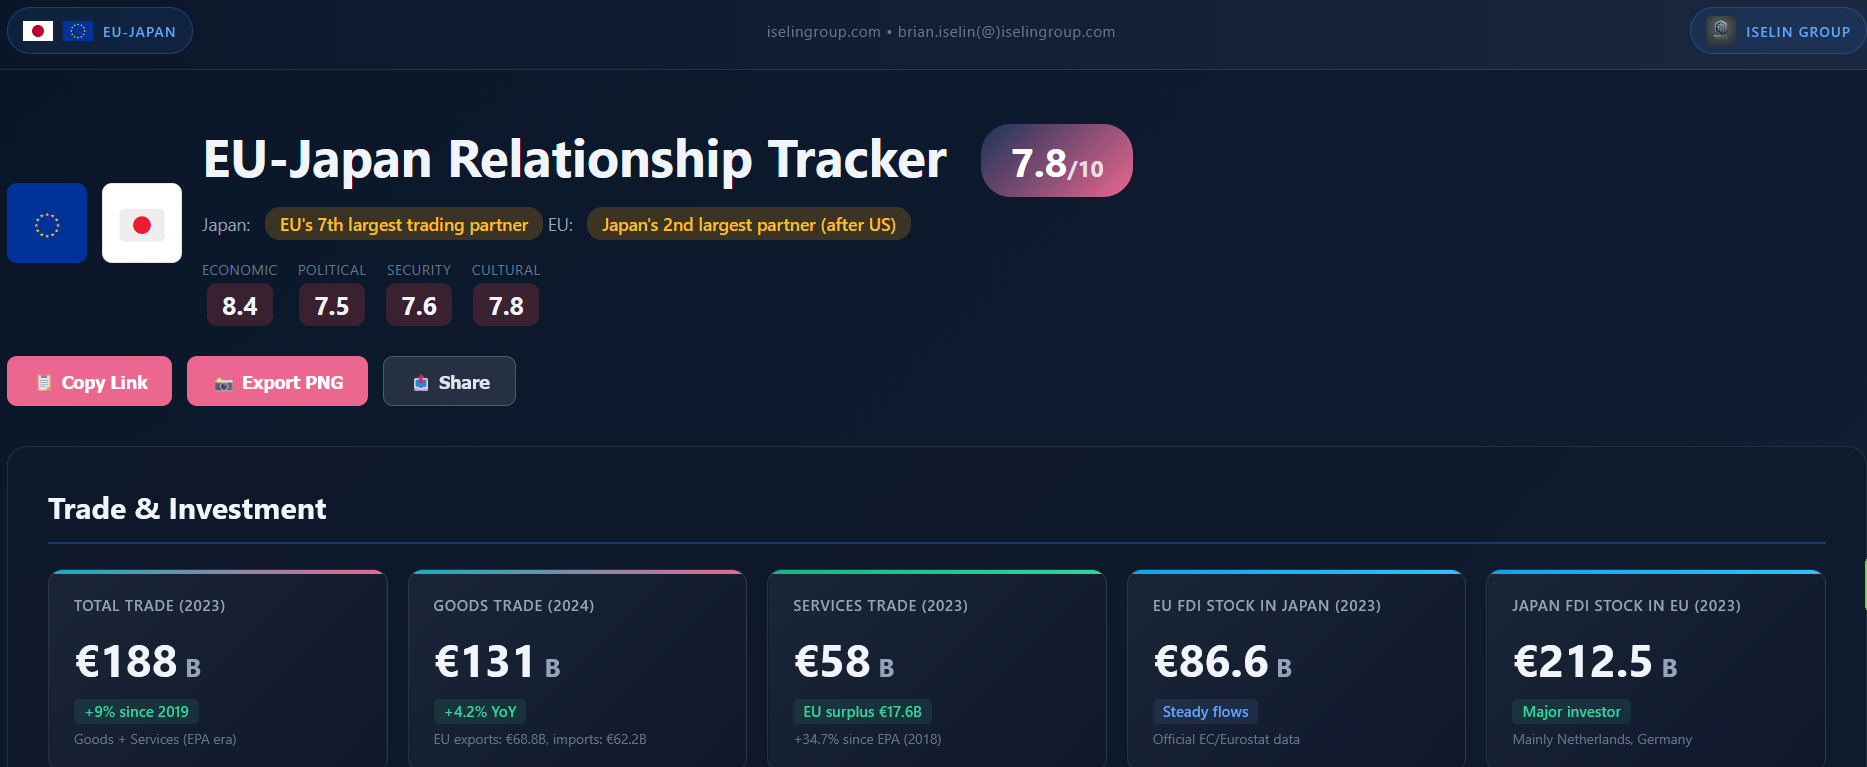 EU-JAPAN
iselingroup.com • brian.iselin(@)iselingroup.com
ISELIN GROUP
EU-Japan Relationship Tracker
7.8/10
Japan: EU's 7th largest trading partner EU: Japan's 2nd largest partner (after US)
ECONOMIC POLITICAL SECURITY CULTURAL
8.4 7.5 7.6 7.8
Copy Link
Export PNG
Share
Trade & Investment
TOTAL TRADE (2023)
€188 B
+9% since 2019
Goods + Services (EPA era)
GOODS TRADE (2024)
€131 B
+4.2% YoY
EU exports: €68.8B, imports: €62.2B
SERVICES TRADE (2023)
€58 B
EU surplus €17.6B
+34.7% since EPA (2018)
EU FDI STOCK IN JAPAN (2023)
€86.6 B
Steady flows
Official EC/Eurostat data
JAPAN FDI STOCK IN EU (2023)
€212.5 B
Major investor
Mainly Netherlands, Germany